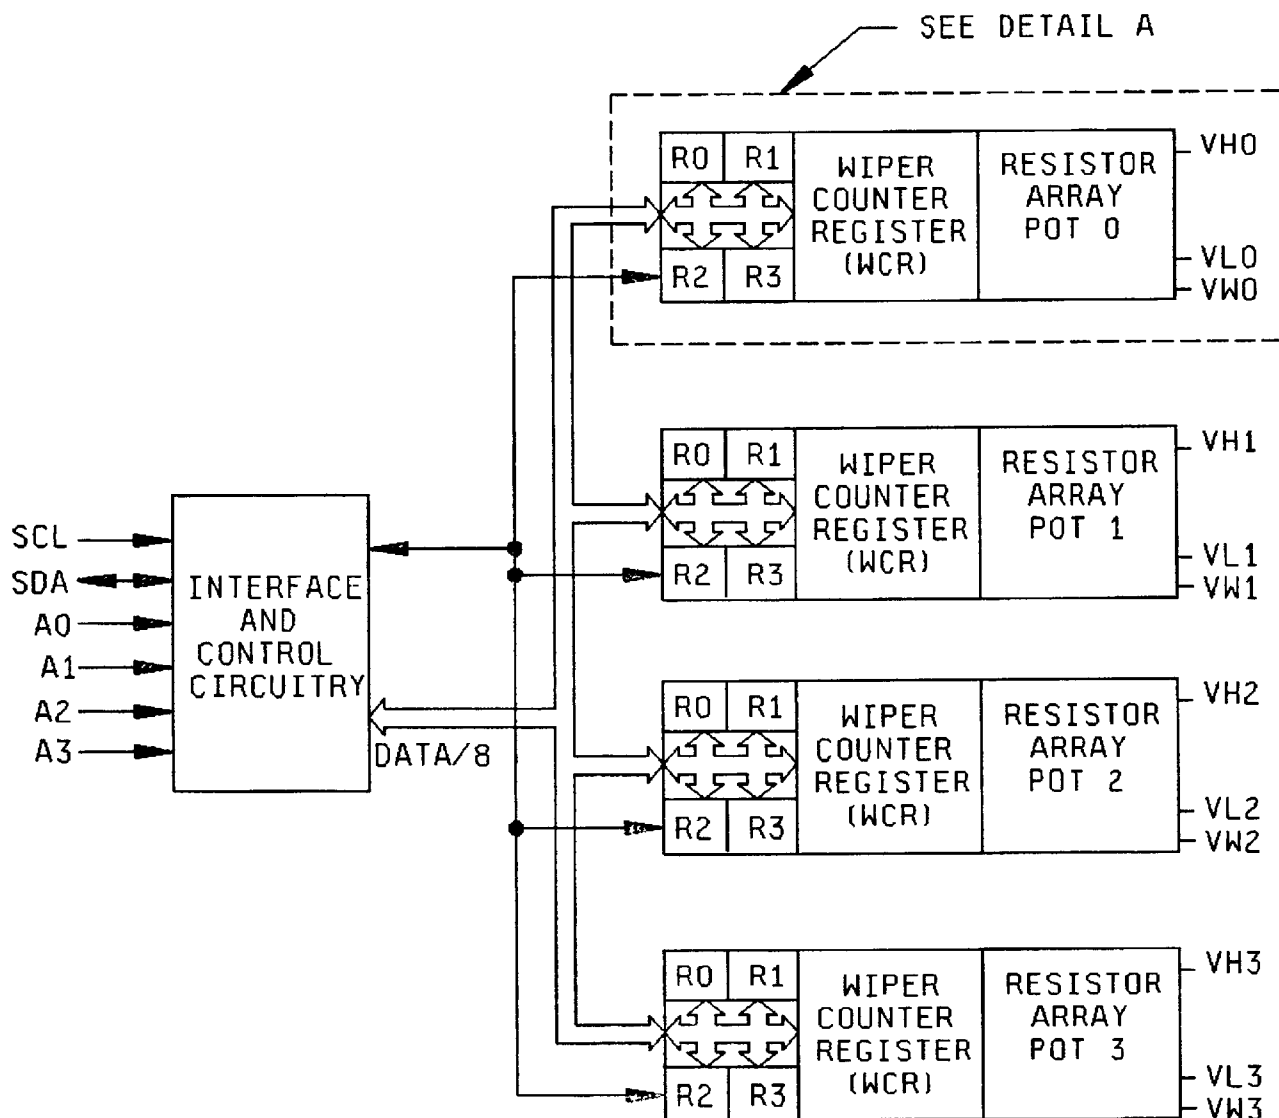 SEE DETAIL A
R0 R1
R2 R3
WIPER
COUNTER
REGISTER
(WCR)
RESISTOR
ARRAY
POT 0
VH0
VL0
VW0
R0 R1
R2 R3
WIPER
COUNTER
REGISTER
(WCR)
RESISTOR
ARRAY
POT 1
VH1
VL1
VW1
SCL
SDA
A0
A1
A2
A3
INTERFACE
AND
CONTROL
CIRCUITRY
DATA/8
R0 R1
R2 R3
WIPER
COUNTER
REGISTER
(WCR)
RESISTOR
ARRAY
POT 2
VH2
VL2
VW2
R0 R1
R2 R3
WIPER
COUNTER
REGISTER
(WCR)
RESISTOR
ARRAY
POT 3
VH3
VL3
VW3